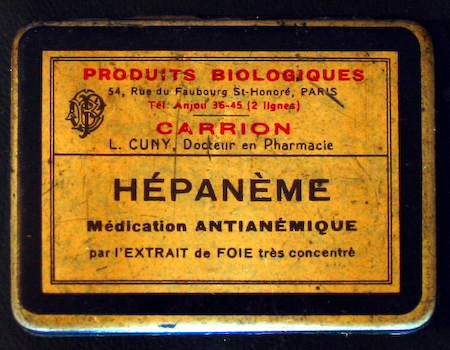 PRODUITS BIOLOGIQUES
54, Rue du Faubourg St-Honoré, PARIS
Tél. Anjou 36-45 (2 lignes)
CARRION
L. CUNY, Docteur en Pharmacie
HÉPANÈME
Médication ANTIANÉMIQUE
par l'EXTRAIT de FOIE très concentré